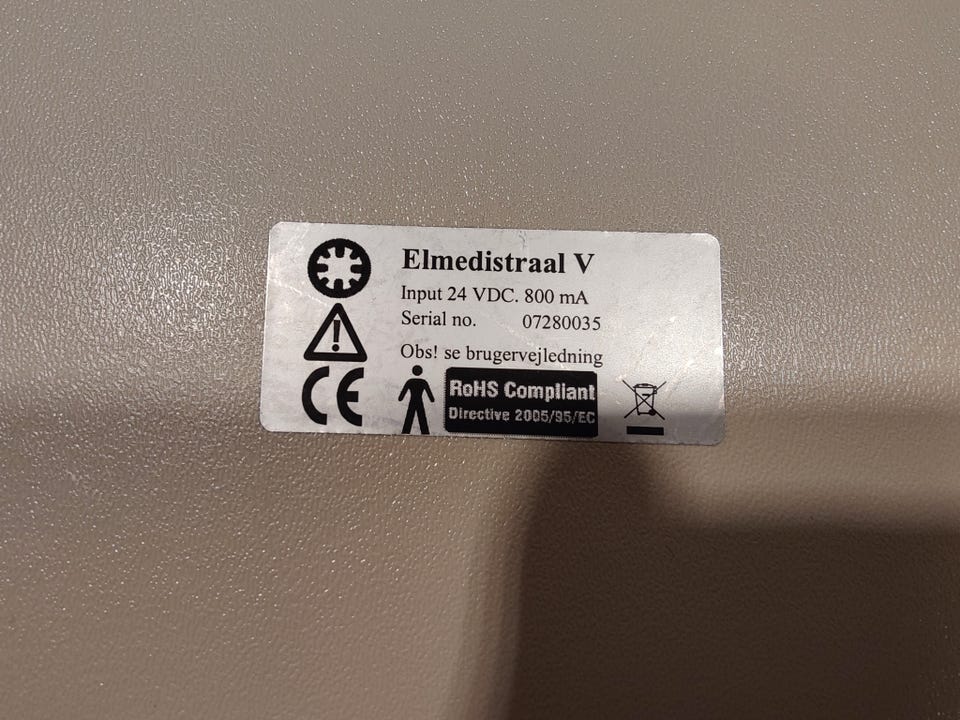 Elmedistraal V
Input 24 VDC. 800 mA
Serial no. 07280035
Obs! se brugervejledning
CE
RoHS Compliant
Directive 2005/95/EC